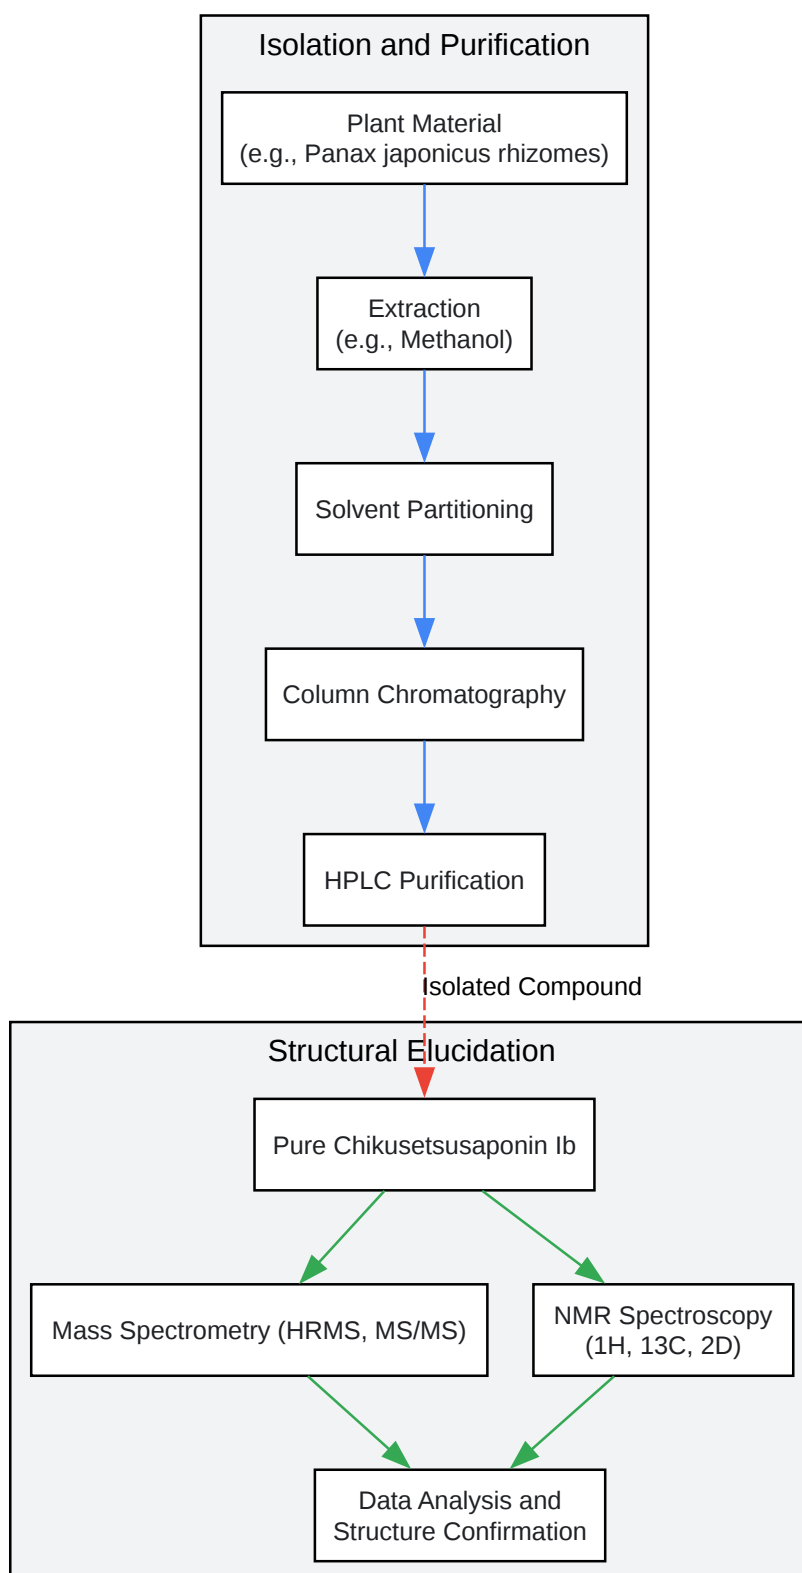 Isolation and Purification
Plant Material
(e.g., Panax japonicus rhizomes)
Extraction
(e.g., Methanol)
Solvent Partitioning
Column Chromatography
HPLC Purification
Isolated Compound
Structural Elucidation
Pure Chikusetsusaponin Ib
Mass Spectrometry (HRMS, MS/MS)
NMR Spectroscopy
(1H, 13C, 2D)
Data Analysis and
Structure Confirmation